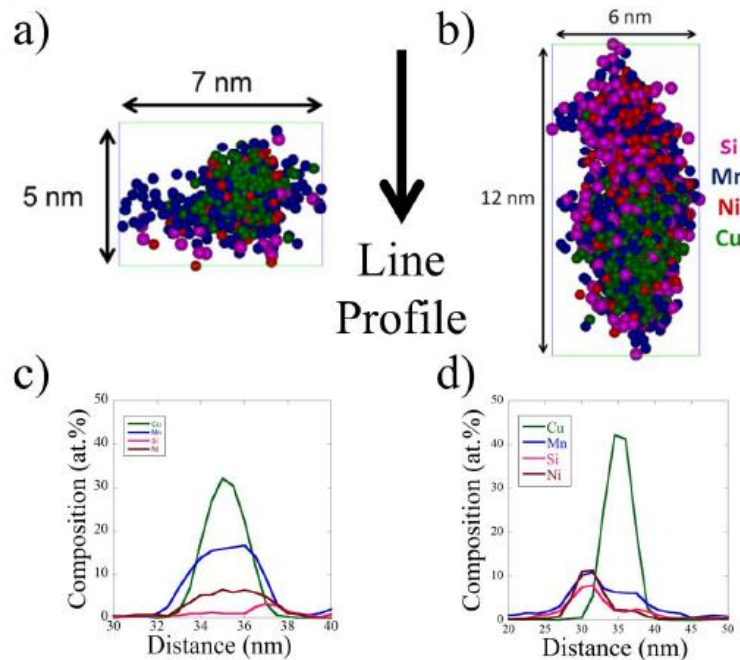 a)
7 nm
5 nm
Line
Profile
b)
6 nm
12 nm
Si
Mn
Ni
Cu
c)
Composition (at.%)
50
40
30
20
10
0
Cu
Mn
Si
Ni
30 32 34 36 38 40
Distance (nm)
d)
Composition (at.%)
50
40
30
20
10
0
Cu
Mn
Si
Ni
20 25 30 35 40 45 50
Distance (nm)